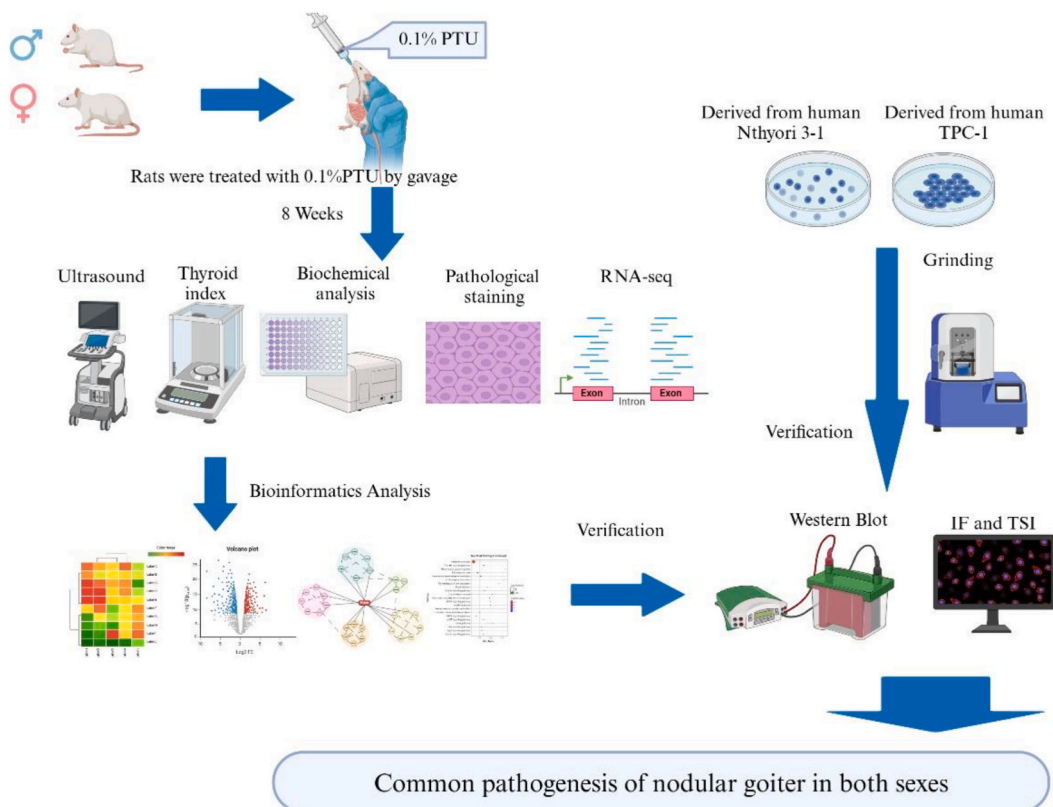 0.1% PTU
Rats were treated with 0.1%PTU by gavage
8 Weeks
Derived from human
Nthyori 3-1
Derived from human
TPC-1
Grinding
Verification
Ultrasound
Thyroid
index
Biochemical
analysis
Pathological
staining
RNA-seq
Exon
Intron
Exon
Bioinformatics Analysis
Volcano plot
Verification
Western Blot
IF and TSI
Common pathogenesis of nodular goiter in both sexes